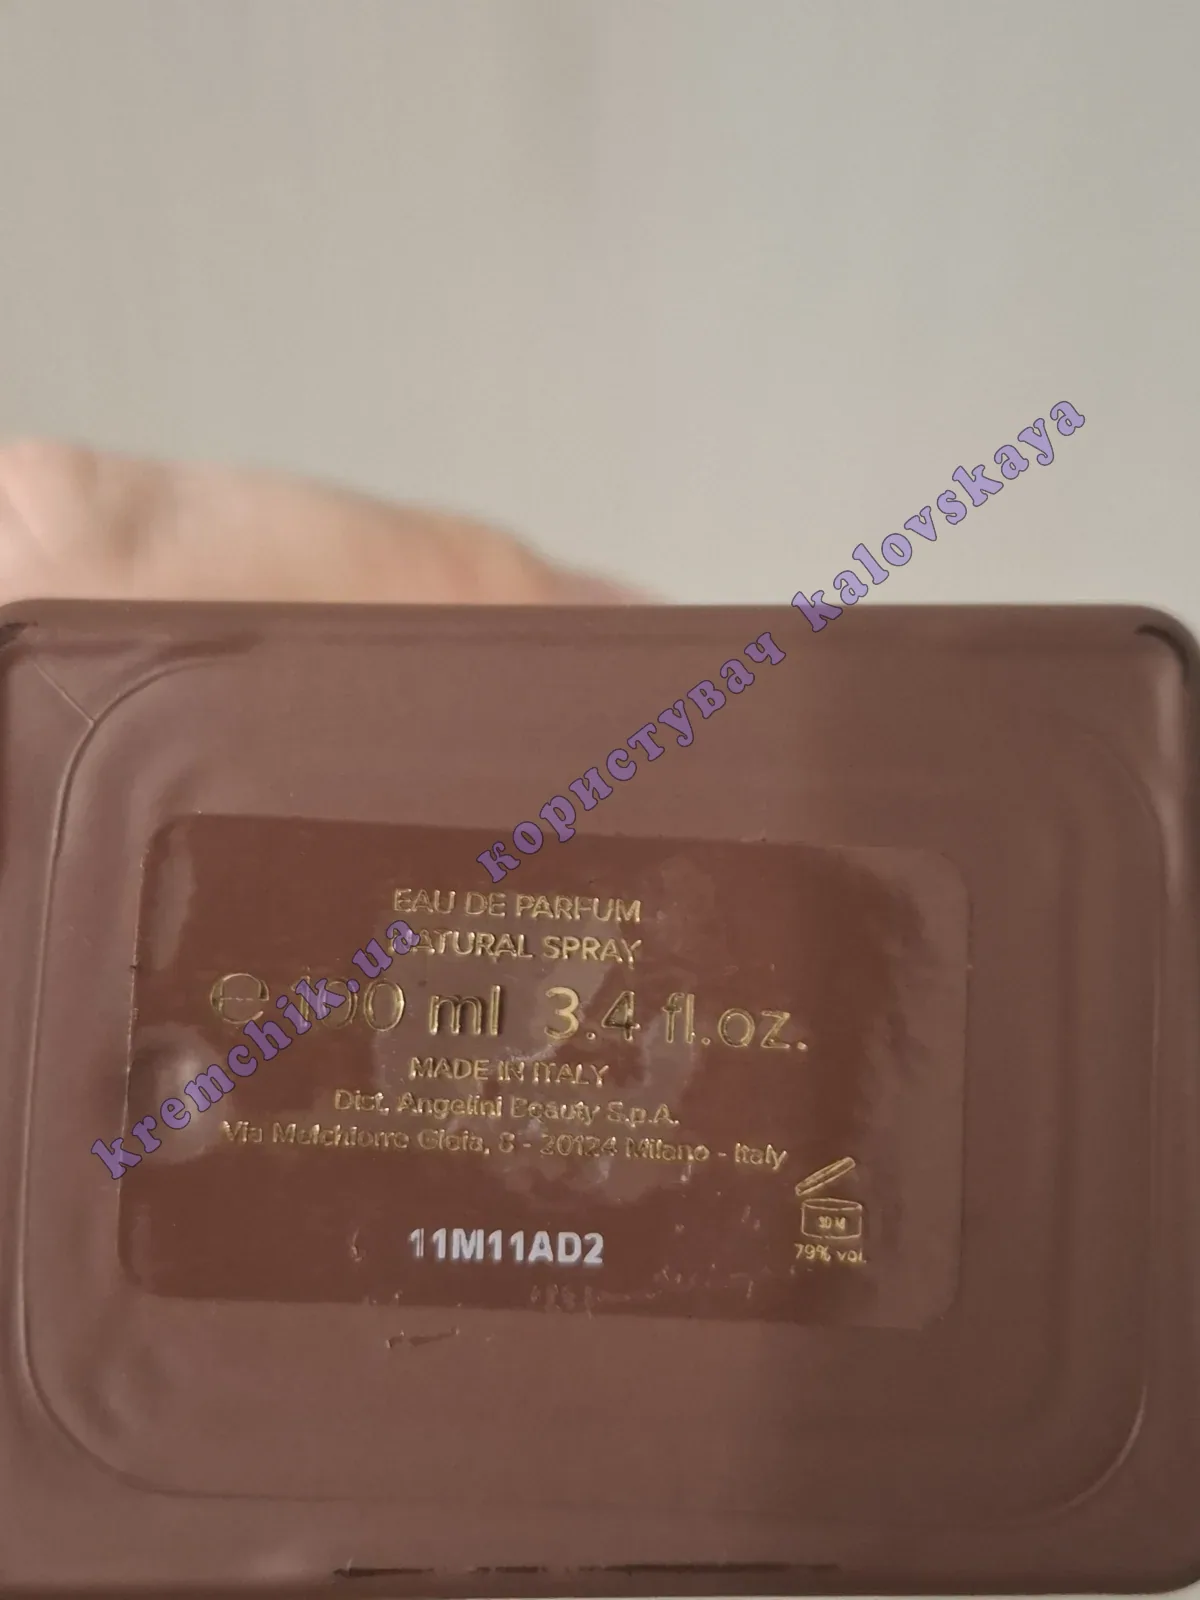 EAU DE PARFUM
NATURAL SPRAY
℮ 100 ml 3.4 fl.oz.
MADE IN ITALY
Dist. Angelini Beauty S.p.A.
Via Melchiorre Gioia, 8 - 20124 Milano - Italy
30 M
79% vol.
11M11AD2
kremchik.ua користувач kalovskaya